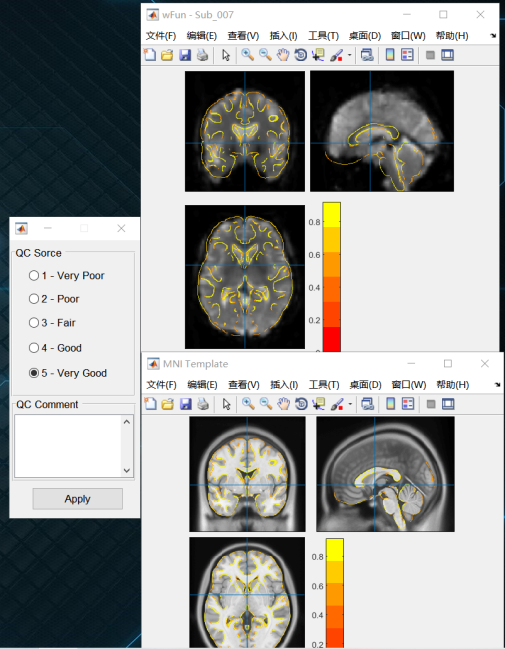 wFun - Sub_007
文件(F) 编辑(E) 查看(V) 插入(I) 工具(T) 桌面(D) 窗口(W) 帮助(H)
0.8
0.6
0.4
0.2
0
QC Sorce
1 - Very Poor
2 - Poor
3 - Fair
4 - Good
5 - Very Good
QC Comment
Apply
MNI Template
文件(F) 编辑(E) 查看(V) 插入(I) 工具(T) 桌面(D) 窗口(W) 帮助(H)
0.8
0.6
0.4
0.2